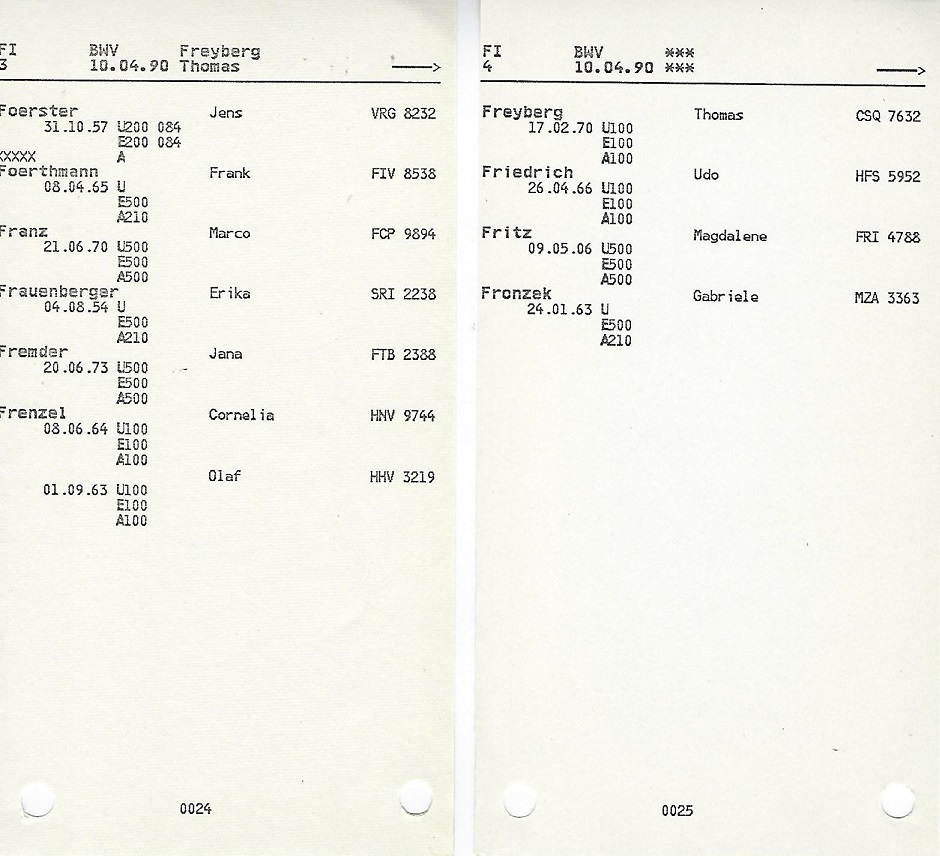 FI BWV Freyberg
3 10.04.90 Thomas
Foerster Jens VRG 8232
31.10.57 U200 084
E200 084
XXXXX A
Foerthmann Frank FIV 8538
08.04.65 U
E500
A210
Franz Marco FCP 9894
21.06.70 U500
E500
A500
Frauenberger Erika SRI 2238
04.08.54 U
E500
A210
Fremder Jana FTB 2388
20.06.73 U500
E500
A500
Frenzel Cornelia HNV 9744
08.06.64 U100
E100
A100
Olaf HHV 3219
01.09.63 U100
E100
A100
0024
FI BWV ***
4 10.04.90 ***
Freyberg Thomas CSQ 7632
17.02.70 U100
E100
A100
Friedrich Udo HFS 5952
26.04.66 U100
E100
A100
Fritz Magdalene FRI 4788
09.05.06 U500
E500
A500
Fronzek Gabriele MZA 3363
24.01.63 U
E500
A210
0025